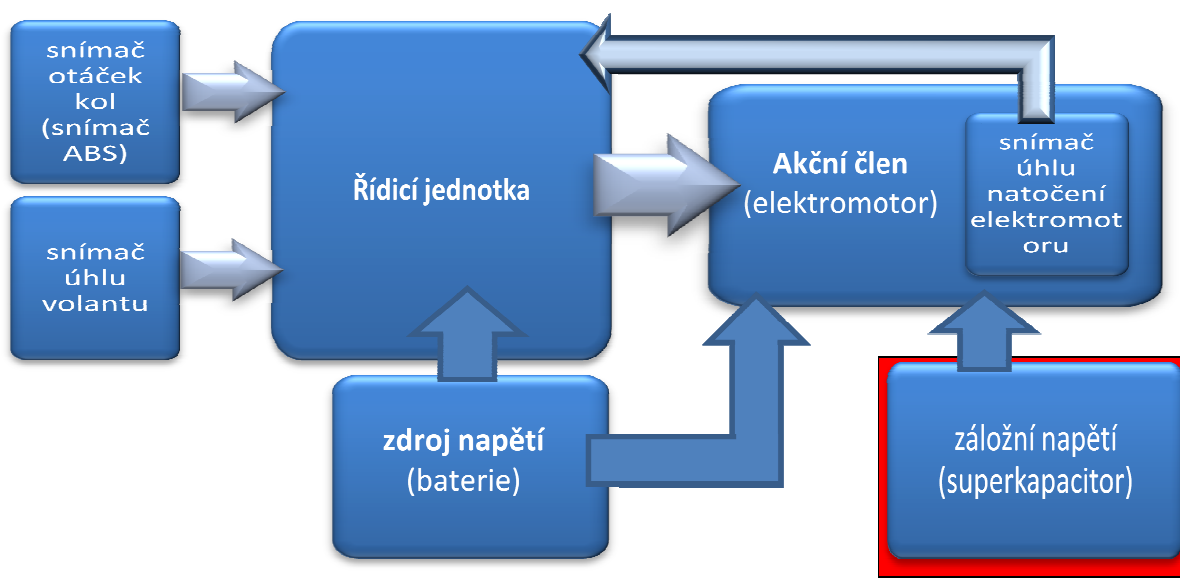 snímač
otáček
kol
(snímač
ABS)
snímač
úhlu
volantu
Řídicí jednotka
Akční člen
(elektromotor)
snímač
úhlu
natočení
elektromot
oru
zdroj napětí
(baterie)
záložní napětí
(superkapacitor)